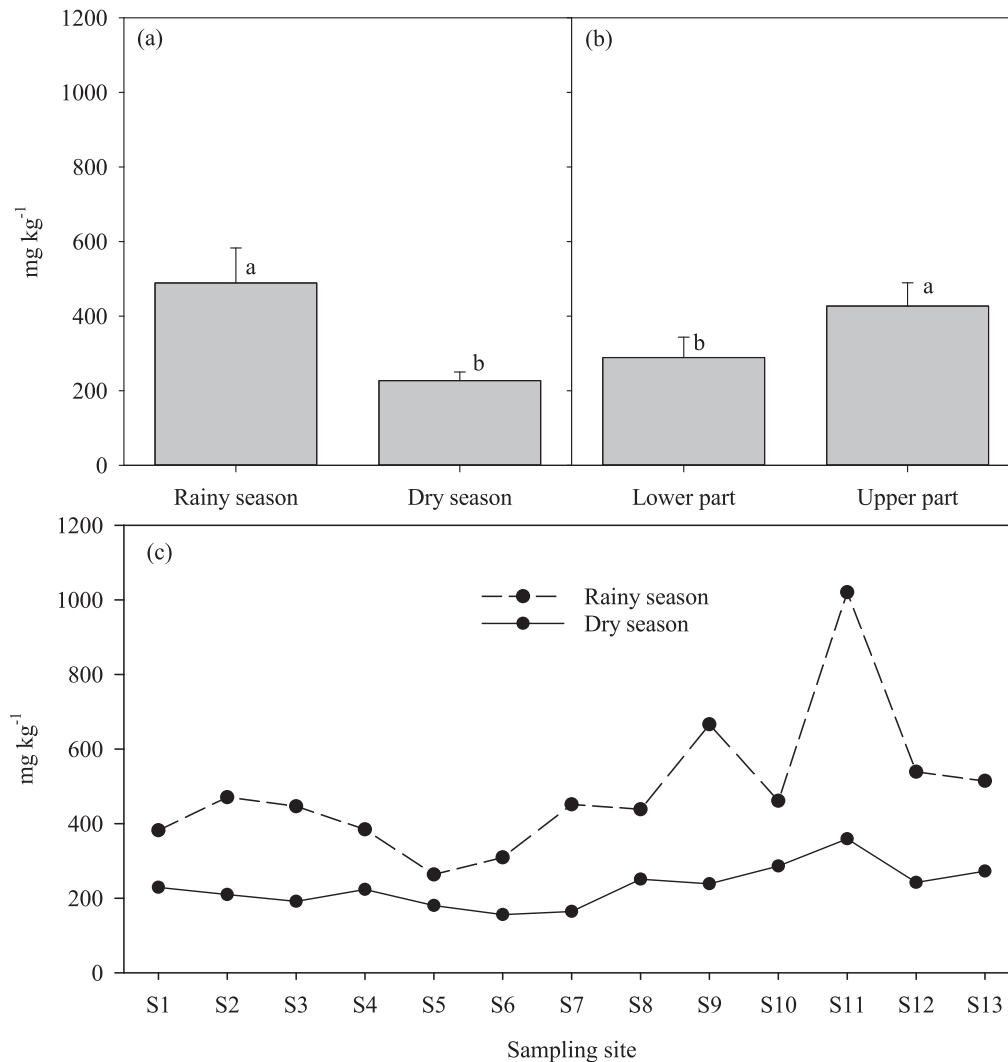 (a)
(b)
1200
1000
800
600
400
200
0
mg kg⁻¹
a
b
b
a
Rainy season
Dry season
Lower part
Upper part
(c)
1200
1000
800
600
400
200
0
mg kg⁻¹
Rainy season
Dry season
S1 S2 S3 S4 S5 S6 S7 S8 S9 S10 S11 S12 S13
Sampling site